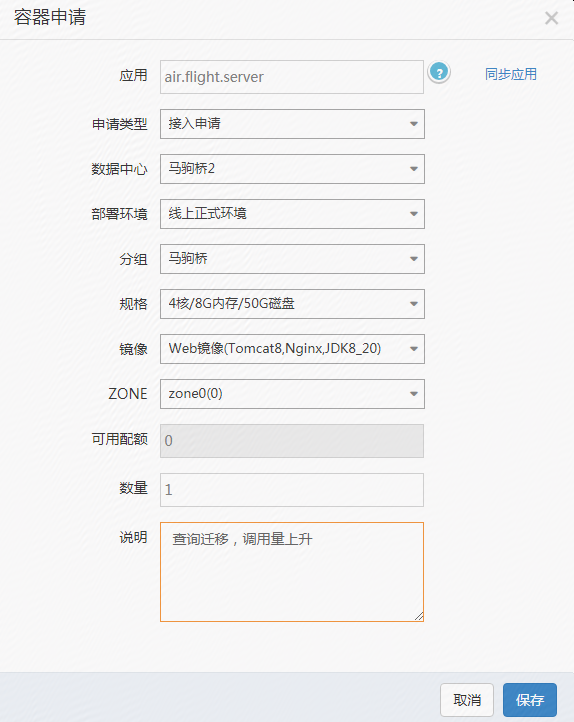 容器申请
应用 air.flight.server ? 同步应用
申请类型 接入申请
数据中心 马驹桥2
部署环境 线上正式环境
分组 马驹桥
规格 4核/8G内存/50G磁盘
镜像 Web镜像(Tomcat8,Nginx,JDK8_20)
ZONE zone0(0)
可用配额 0
数量 1
说明 查询迁移，调用量上升
取消 保存